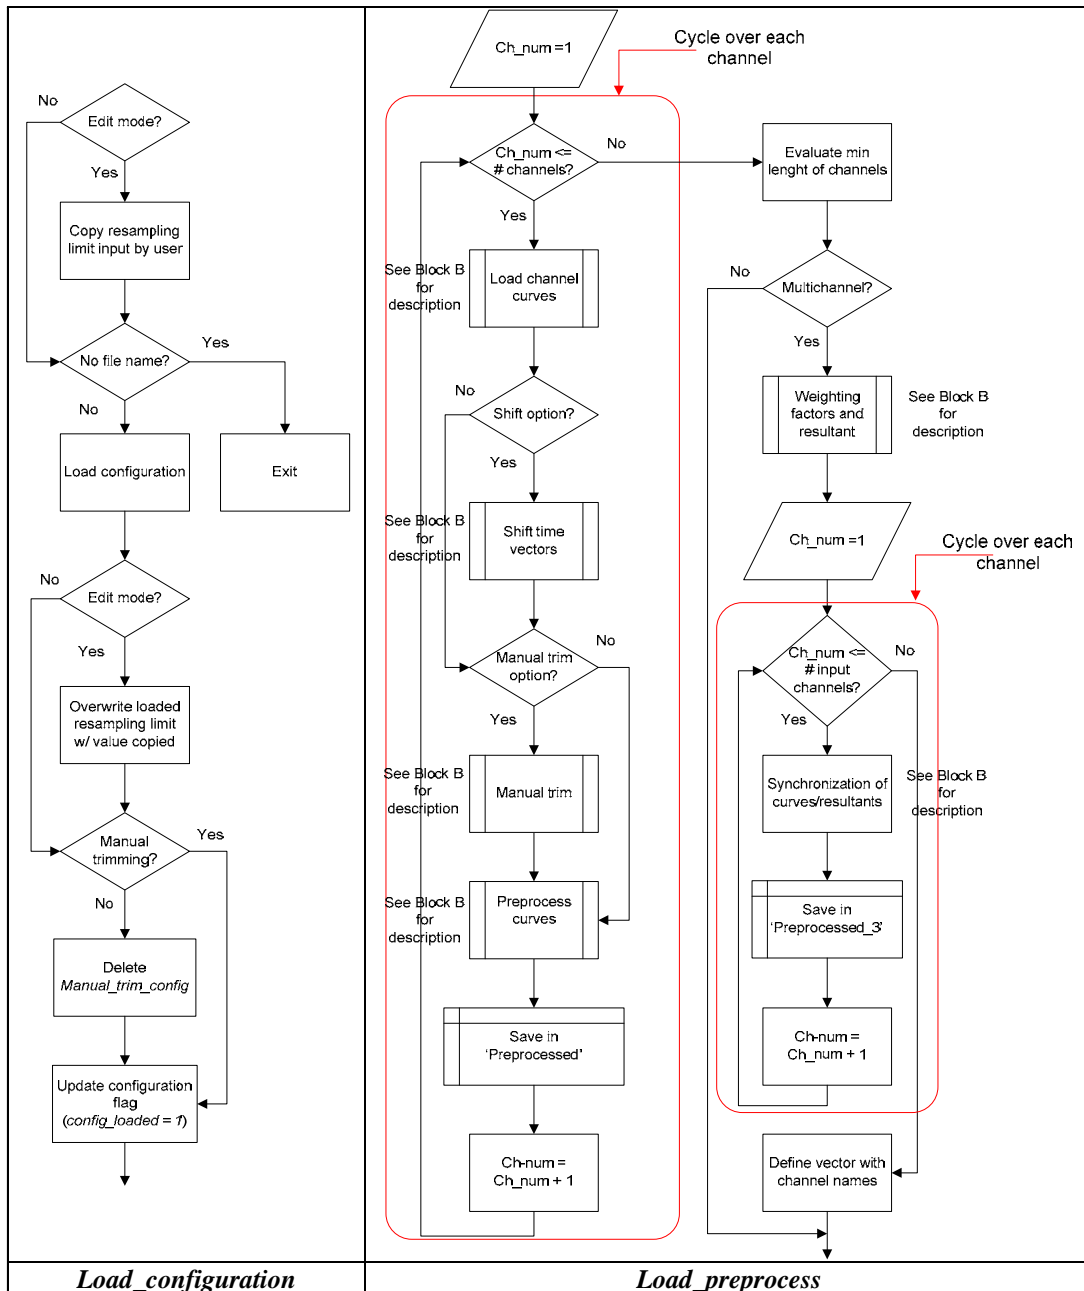 No
Edit mode?
Yes
Copy resampling
limit input by user
No file name?
Yes
No
Load configuration
Exit
No
Edit mode?
Yes
Overwrite loaded
resampling limit
w/ value copied
Manual
trimming?
Yes
No
Delete
Manual_trim_config
Update configuration
flag
(config_loaded = 1)
Load_configuration
Ch_num =1
Cycle over each
channel
Ch_num <=
# channels?
No
Yes
See Block B
for
description
Load channel
curves
No
Shift option?
Yes
See Block B
for
description
Shift time
vectors
Manual trim
option?
No
Yes
See Block B
for
description
Manual trim
See Block B
for
description
Preprocess
curves
Save in
‘Preprocessed’
Ch-num =
Ch_num + 1
Evaluate min
lenght of channels
No
Multichannel?
Yes
Weighting
factors and
resultant
See Block B
for
description
Ch_num =1
Cycle over each
channel
Ch_num <=
# input
channels?
No
Yes
Synchronization of
curves/resultants
See Block B
for
description
Save in
‘Preprocessed_3’
Ch-num =
Ch_num + 1
Define vector with
channel names
Load_preprocess